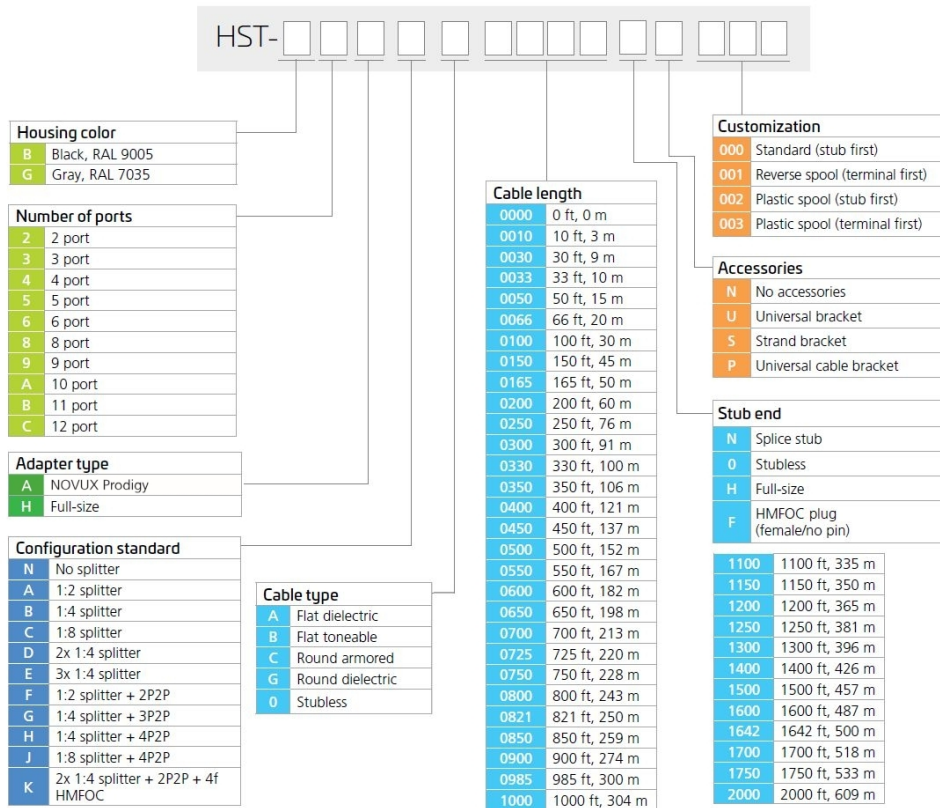 HST-
Housing color
B Black, RAL 9005
G Gray, RAL 7035
Number of ports
2 2 port
3 3 port
4 4 port
5 5 port
6 6 port
8 8 port
9 9 port
A 10 port
B 11 port
C 12 port
Adapter type
A NOVUX Prodigy
H Full-size
Configuration standard
N No splitter
A 1:2 splitter
B 1:4 splitter
C 1:8 splitter
D 2x 1:4 splitter
E 3x 1:4 splitter
F 1:2 splitter + 2P2P
G 1:4 splitter + 3P2P
H 1:4 splitter + 4P2P
J 1:8 splitter + 4P2P
K 2x 1:4 splitter + 2P2P + 4f
HMFOC
Cable type
A Flat dielectric
B Flat toneable
C Round armored
G Round dielectric
0 Stubless
Cable length
0000 0 ft, 0 m
0010 10 ft, 3 m
0030 30 ft, 9 m
0033 33 ft, 10 m
0050 50 ft, 15 m
0066 66 ft, 20 m
0100 100 ft, 30 m
0150 150 ft, 45 m
0165 165 ft, 50 m
0200 200 ft, 60 m
0250 250 ft, 76 m
0300 300 ft, 91 m
0330 330 ft, 100 m
0350 350 ft, 106 m
0400 400 ft, 121 m
0450 450 ft, 137 m
0500 500 ft, 152 m
0550 550 ft, 167 m
0600 600 ft, 182 m
0650 650 ft, 198 m
0700 700 ft, 213 m
0725 725 ft, 220 m
0750 750 ft, 228 m
0800 800 ft, 243 m
0821 821 ft, 250 m
0850 850 ft, 259 m
0900 900 ft, 274 m
0985 985 ft, 300 m
1000 1000 ft, 304 m
1100 1100 ft, 335 m
1150 1150 ft, 350 m
1200 1200 ft, 365 m
1250 1250 ft, 381 m
1300 1300 ft, 396 m
1400 1400 ft, 426 m
1500 1500 ft, 457 m
1600 1600 ft, 487 m
1642 1642 ft, 500 m
1700 1700 ft, 518 m
1750 1750 ft, 533 m
2000 2000 ft, 609 m
Stub end
N Splice stub
0 Stubless
H Full-size
F HMFOC plug
(female/no pin)
Accessories
N No accessories
U Universal bracket
S Strand bracket
P Universal cable bracket
Customization
000 Standard (stub first)
001 Reverse spool (terminal first)
002 Plastic spool (stub first)
003 Plastic spool (terminal first)